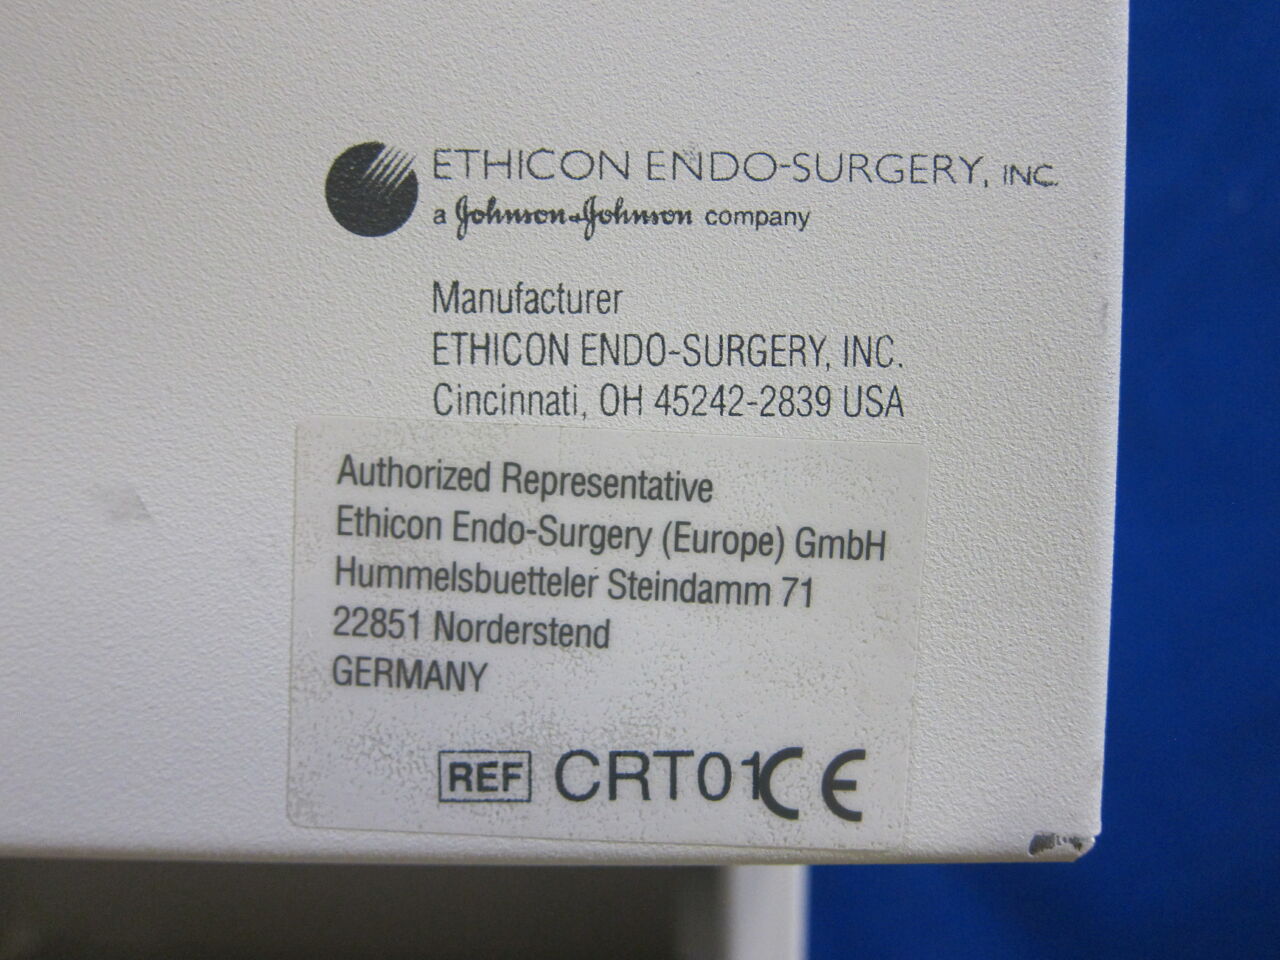 ETHICON ENDO-SURGERY, INC.
a Johnson & Johnson company
Manufacturer
ETHICON ENDO-SURGERY, INC.
Cincinnati, OH 45242-2839 USA
Authorized Representative
Ethicon Endo-Surgery (Europe) GmbH
Hummelsbuetteler Steindamm 71
22851 Norderstend
GERMANY
REF CRT01 CE